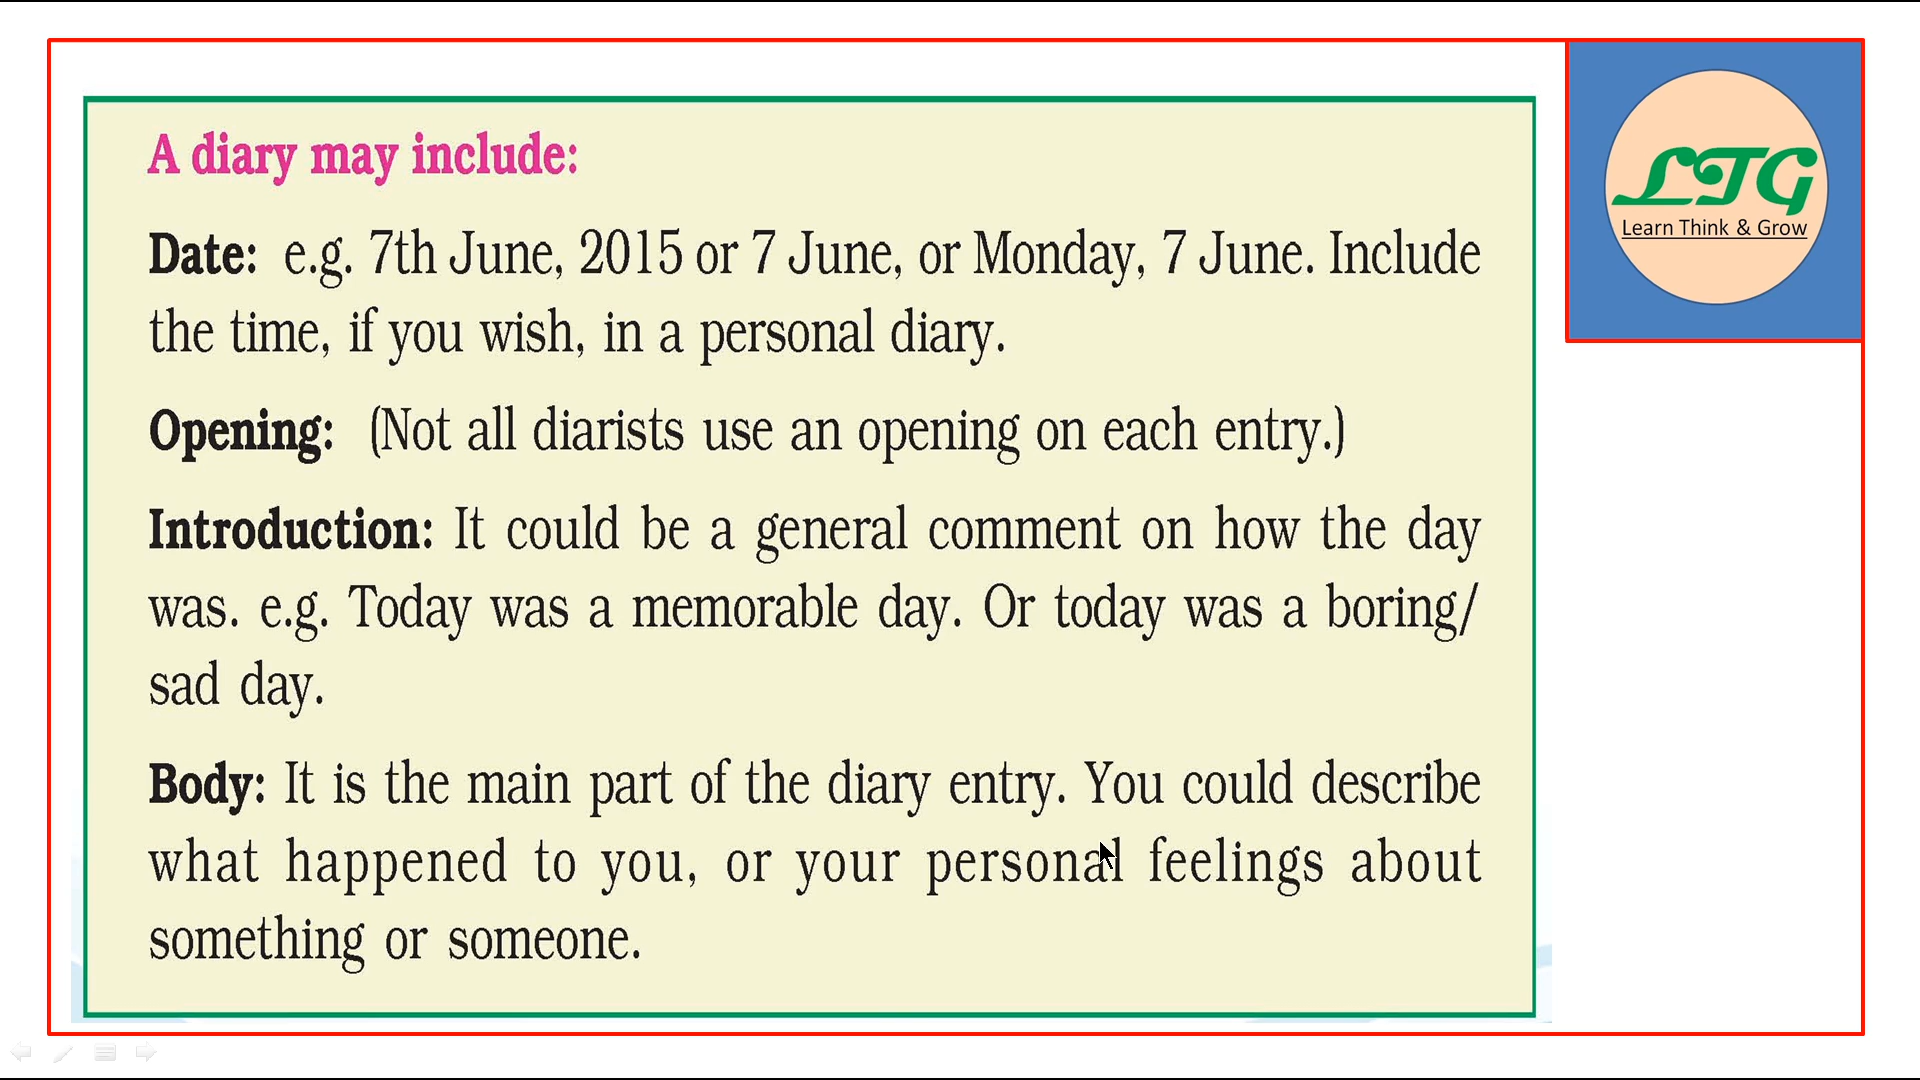 A diary may include:
Date: e.g. 7th June, 2015 or 7 June, or Monday, 7 June. Include
the time, if you wish, in a personal diary.
Opening: (Not all diarists use an opening on each entry.)
Introduction: It could be a general comment on how the day
was. e.g. Today was a memorable day. Or today was a boring/
sad day.
Body: It is the main part of the diary entry. You could describe
what happened to you, or your personal feelings about
something or someone.
LTG
Learn Think & Grow